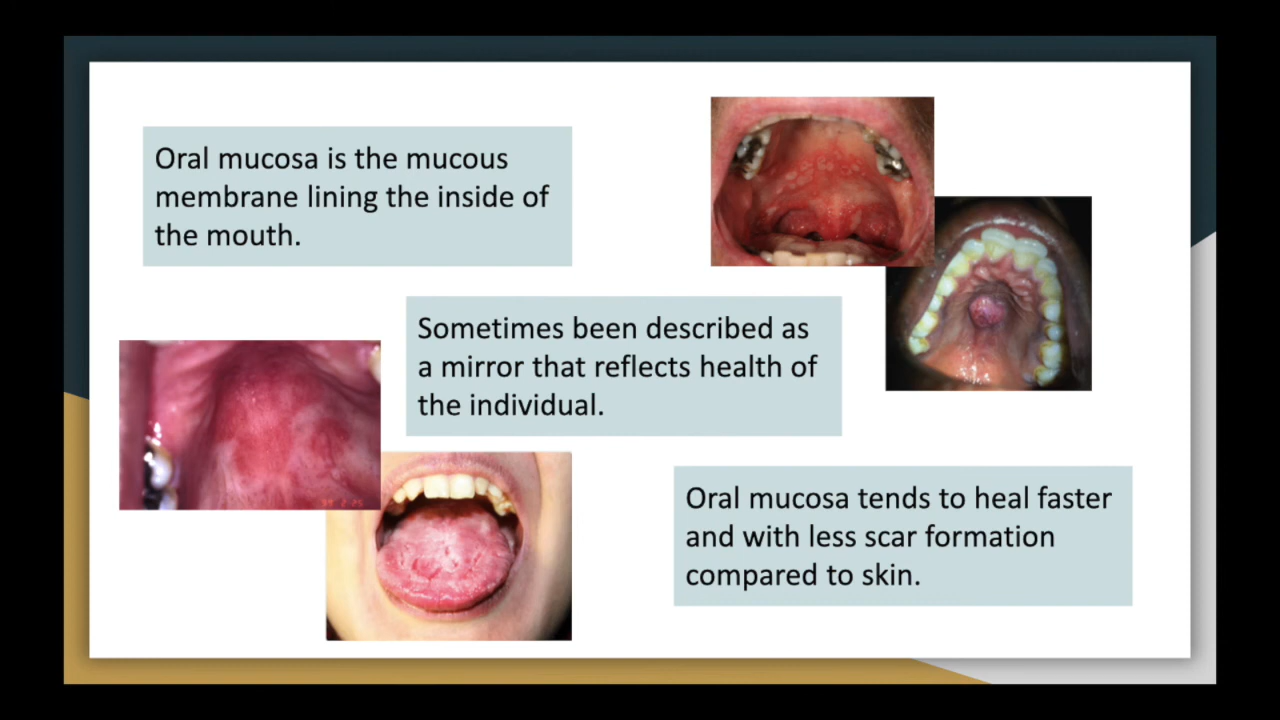 Oral mucosa is the mucous
membrane lining the inside of
the mouth.
Sometimes been described as
a mirror that reflects health of
the individual.
Oral mucosa tends to heal faster
and with less scar formation
compared to skin.